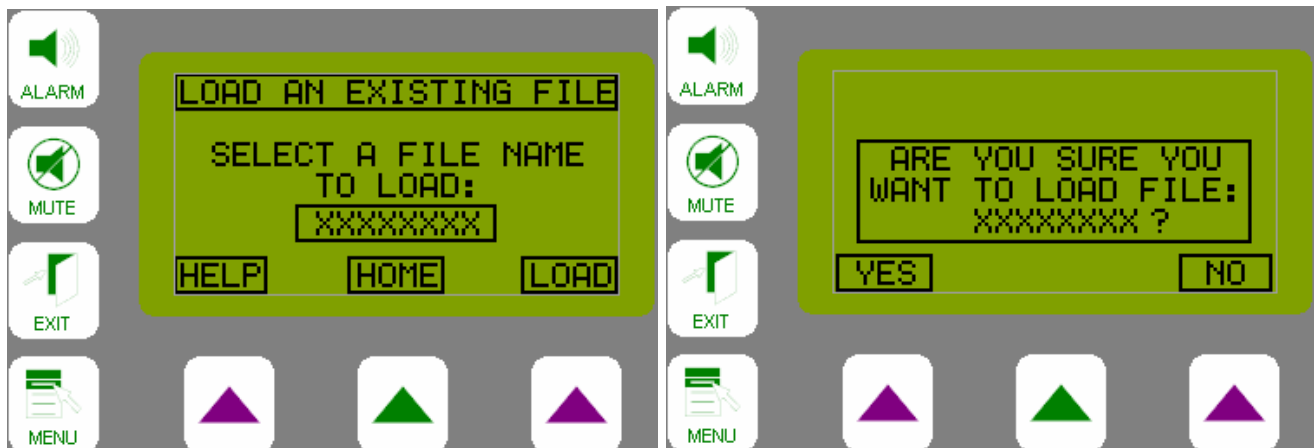 ALARM
MUTE
EXIT
MENU
LOAD AN EXISTING FILE
SELECT A FILE NAME
TO LOAD:
XXXXXXXX
HELP HOME LOAD
ALARM
MUTE
EXIT
MENU
ARE YOU SURE YOU
WANT TO LOAD FILE:
XXXXXXXX ?
YES NO